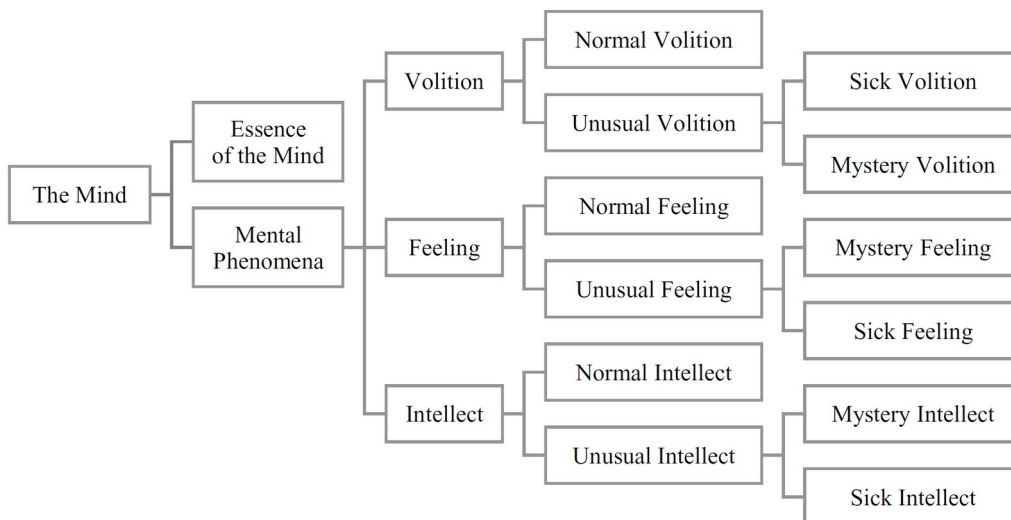 The Mind
Essence
of the Mind
Mental
Phenomena
Volition
Normal Volition
Unusual Volition
Sick Volition
Mystery Volition
Feeling
Normal Feeling
Unusual Feeling
Mystery Feeling
Sick Feeling
Intellect
Normal Intellect
Unusual Intellect
Mystery Intellect
Sick Intellect